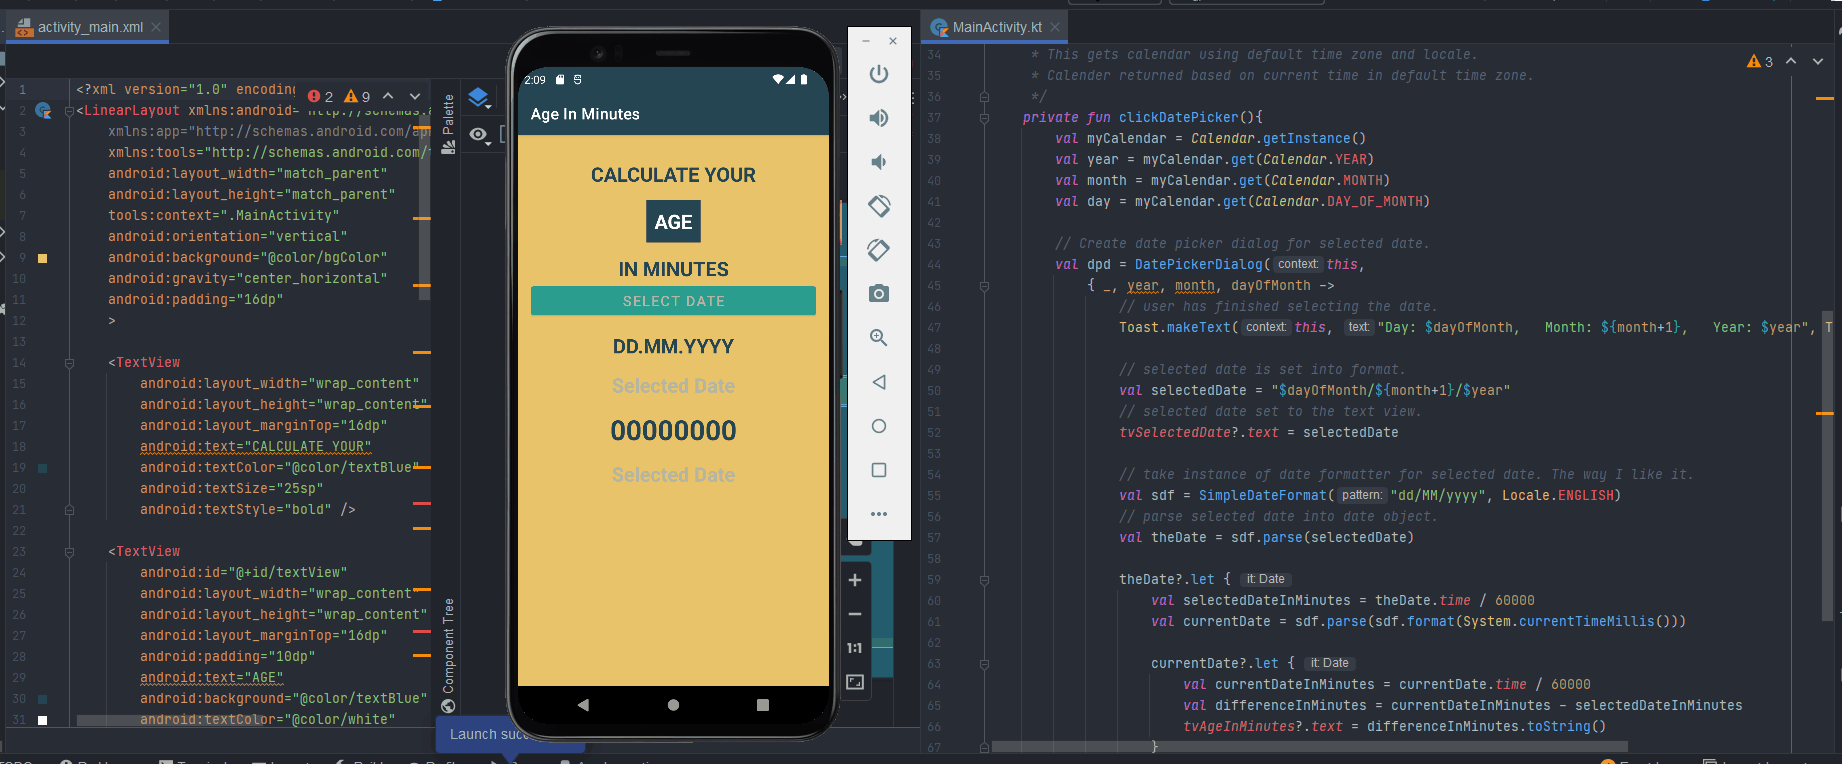 activity_main.xml
1 <?xml version="1.0" encoding
2 9
2 <LinearLayout xmlns:android="http://schemas.a
3 xmlns:app="http://schemas.android.com/ap
4 xmlns:tools="http://schemas.android.com/
5 android:layout_width="match_parent"
6 android:layout_height="match_parent"
7 tools:context=".MainActivity"
8 android:orientation="vertical"
9 android:background="@color/bgColor"
10 android:gravity="center_horizontal"
11 android:padding="16dp"
12 >
13
14 <TextView
15 android:layout_width="wrap_content"
16 android:layout_height="wrap_content"
17 android:layout_marginTop="16dp"
18 android:text="CALCULATE YOUR"
19 android:textColor="@color/textBlue"
20 android:textSize="25sp"
21 android:textStyle="bold" />
22
23 <TextView
24 android:id="@+id/textView"
25 android:layout_width="wrap_content"
26 android:layout_height="wrap_content"
27 android:layout_marginTop="16dp"
28 android:padding="10dp"
29 android:text="AGE"
30 android:background="@color/textBlue"
31 android:textColor="@color/white"
Palette
Component Tree
Launch succ
2:09
Age In Minutes
CALCULATE YOUR
AGE
IN MINUTES
SELECT DATE
DD.MM.YYYY
Selected Date
00000000
Selected Date
1:1
MainActivity.kt
3
34 * This gets calendar using default time zone and locale.
35 * Calender returned based on current time in default time zone.
36 */
37 private fun clickDatePicker(){
38 val myCalendar = Calendar.getInstance()
39 val year = myCalendar.get(Calendar.YEAR)
40 val month = myCalendar.get(Calendar.MONTH)
41 val day = myCalendar.get(Calendar.DAY_OF_MONTH)
42
43 // Create date picker dialog for selected date.
44 val dpd = DatePickerDialog( context: this,
45 { _, year, month, dayOfMonth ->
46 // user has finished selecting the date.
47 Toast.makeText( context: this, text: "Day: $dayOfMonth, Month: ${month+1}, Year: $year", T
48
49 // selected date is set into format.
50 val selectedDate = "$dayOfMonth/${month+1}/$year"
51 // selected date set to the text view.
52 tvSelectedDate?.text = selectedDate
53
54 // take instance of date formatter for selected date. The way I like it.
55 val sdf = SimpleDateFormat( pattern: "dd/MM/yyyy", Locale.ENGLISH)
56 // parse selected date into date object.
57 val theDate = sdf.parse(selectedDate)
58
59 theDate?.let { it: Date
60 val selectedDateInMinutes = theDate.time / 60000
61 val currentDate = sdf.parse(sdf.format(System.currentTimeMillis()))
62
63 currentDate?.let { it: Date
64 val currentDateInMinutes = currentDate.time / 60000
65 val differenceInMinutes = currentDateInMinutes - selectedDateInMinutes
66 tvAgeInMinutes?.text = differenceInMinutes.toString()
67 }